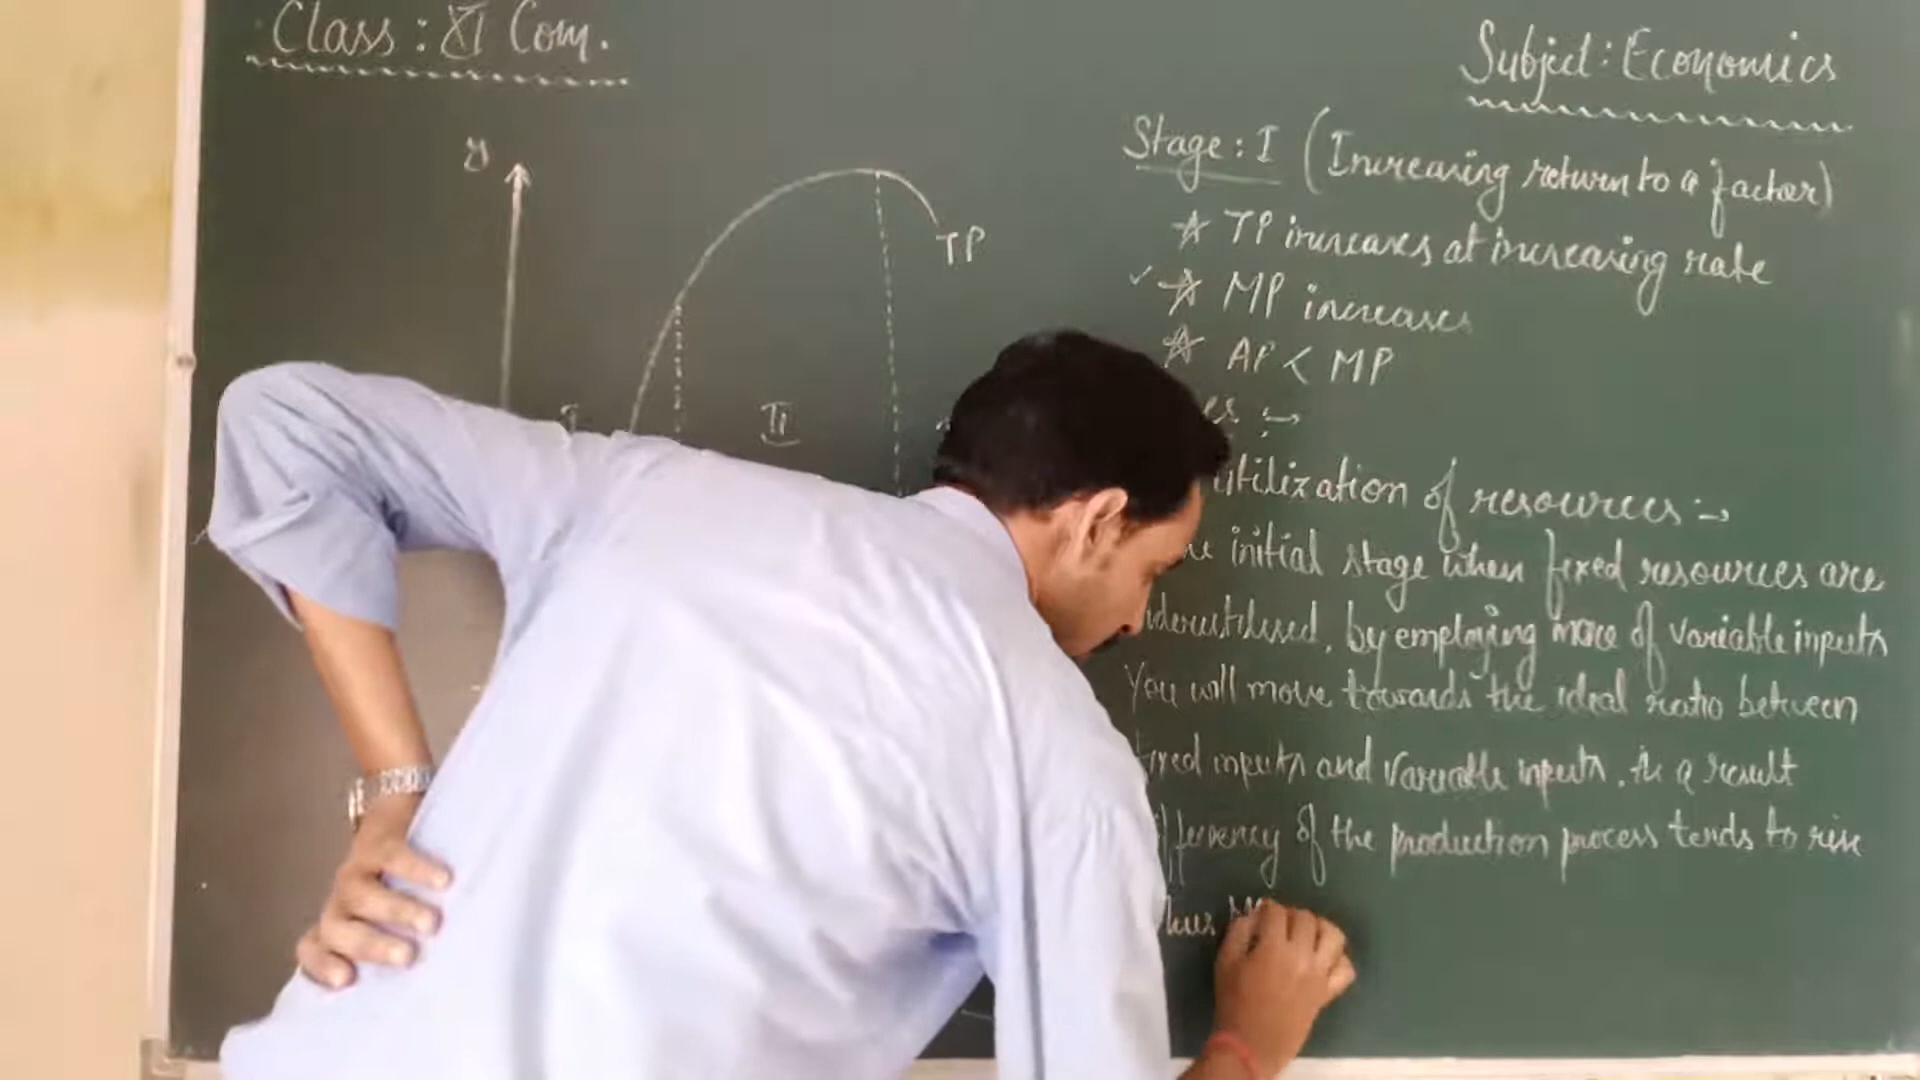 Class : XI Com.
Subject : Economics
y
TP
I
II
Stage : I (Increasing return to a factor)
TP increases at increasing rate
MP increases
AP < MP
utilization of resources :→
initial stage when fixed resources are
by employing more of variable inputs
You will move towards the ideal ratio between
inputs and variable inputs. As a result
of the production process tends to rise